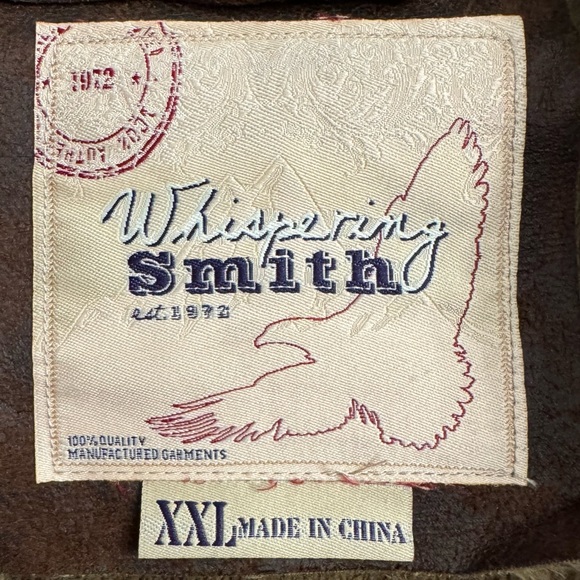 1972
Whispering
Smith
est.1972
100% QUALITY
MANUFACTURED GARMENTS
XXL MADE IN CHINA